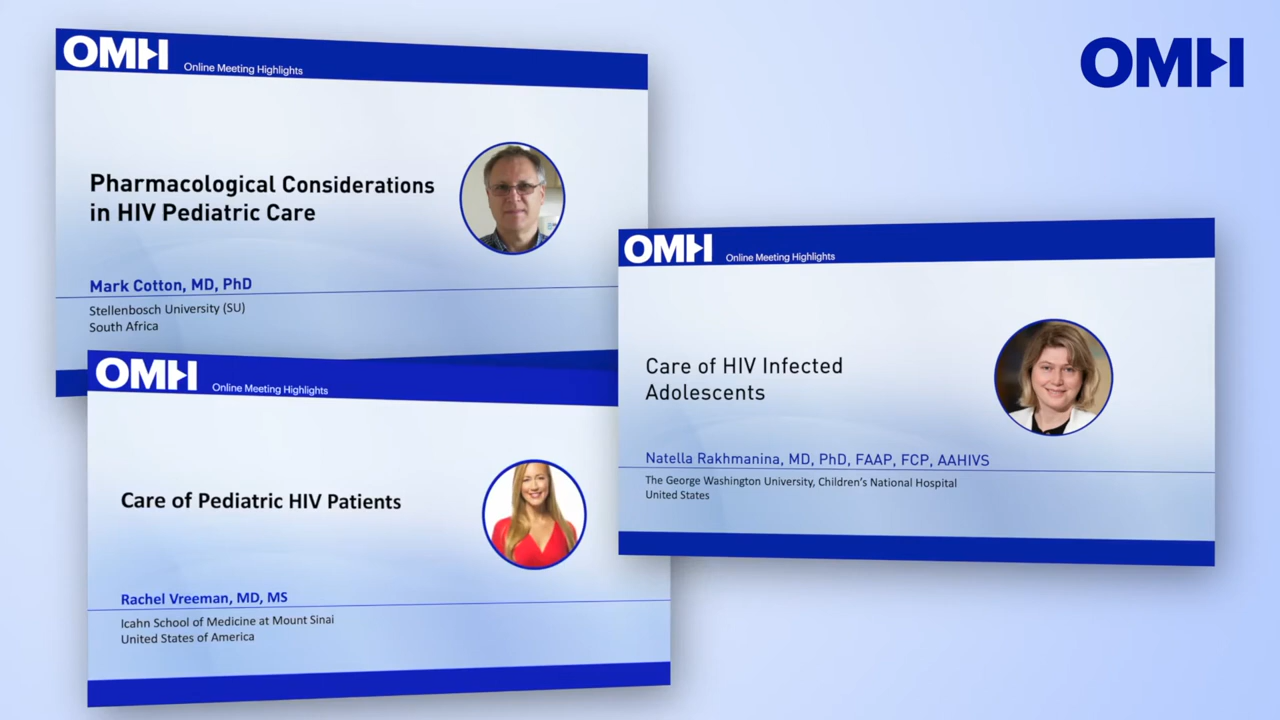 OMH
Online Meeting Highlights
Pharmacological Considerations
in HIV Pediatric Care
Mark Cotton, MD, PhD
Stellenbosch University (SU)
South Africa
OMH
OMH
Online Meeting Highlights
Care of HIV Infected
Adolescents
Natella Rakhmanina, MD, PhD, FAAP, FCP, AAHIVS
The George Washington University, Children's National Hospital
United States
OMH
Online Meeting Highlights
Care of Pediatric HIV Patients
Rachel Vreeman, MD, MS
Icahn School of Medicine at Mount Sinai
United States of America